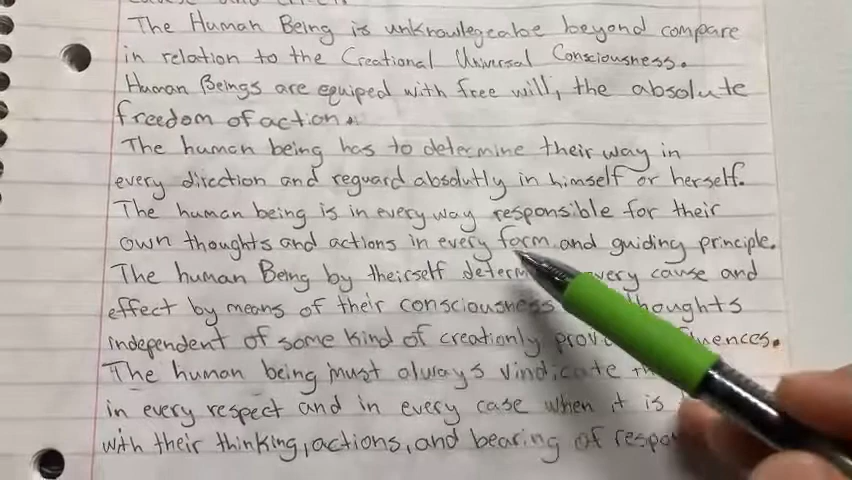 The Human Being is unknowlegeabe beyond compare
in relation to the Creational Universal Consciousness.
Human Beings are equiped with free will, the absolute
freedom of action.
The human being has to determine their way in
every direction and reguard absolutly in himself or herself.
The human being is in every way responsible for their
own thoughts and actions in every form and guiding principle.
The human Being by theirself every cause and
effect by means of their consciousness thoughts
independent of some kind of creationly
The human being must always vindicate
in every respect and in every case when it is
with their thinking, actions, and bearing of